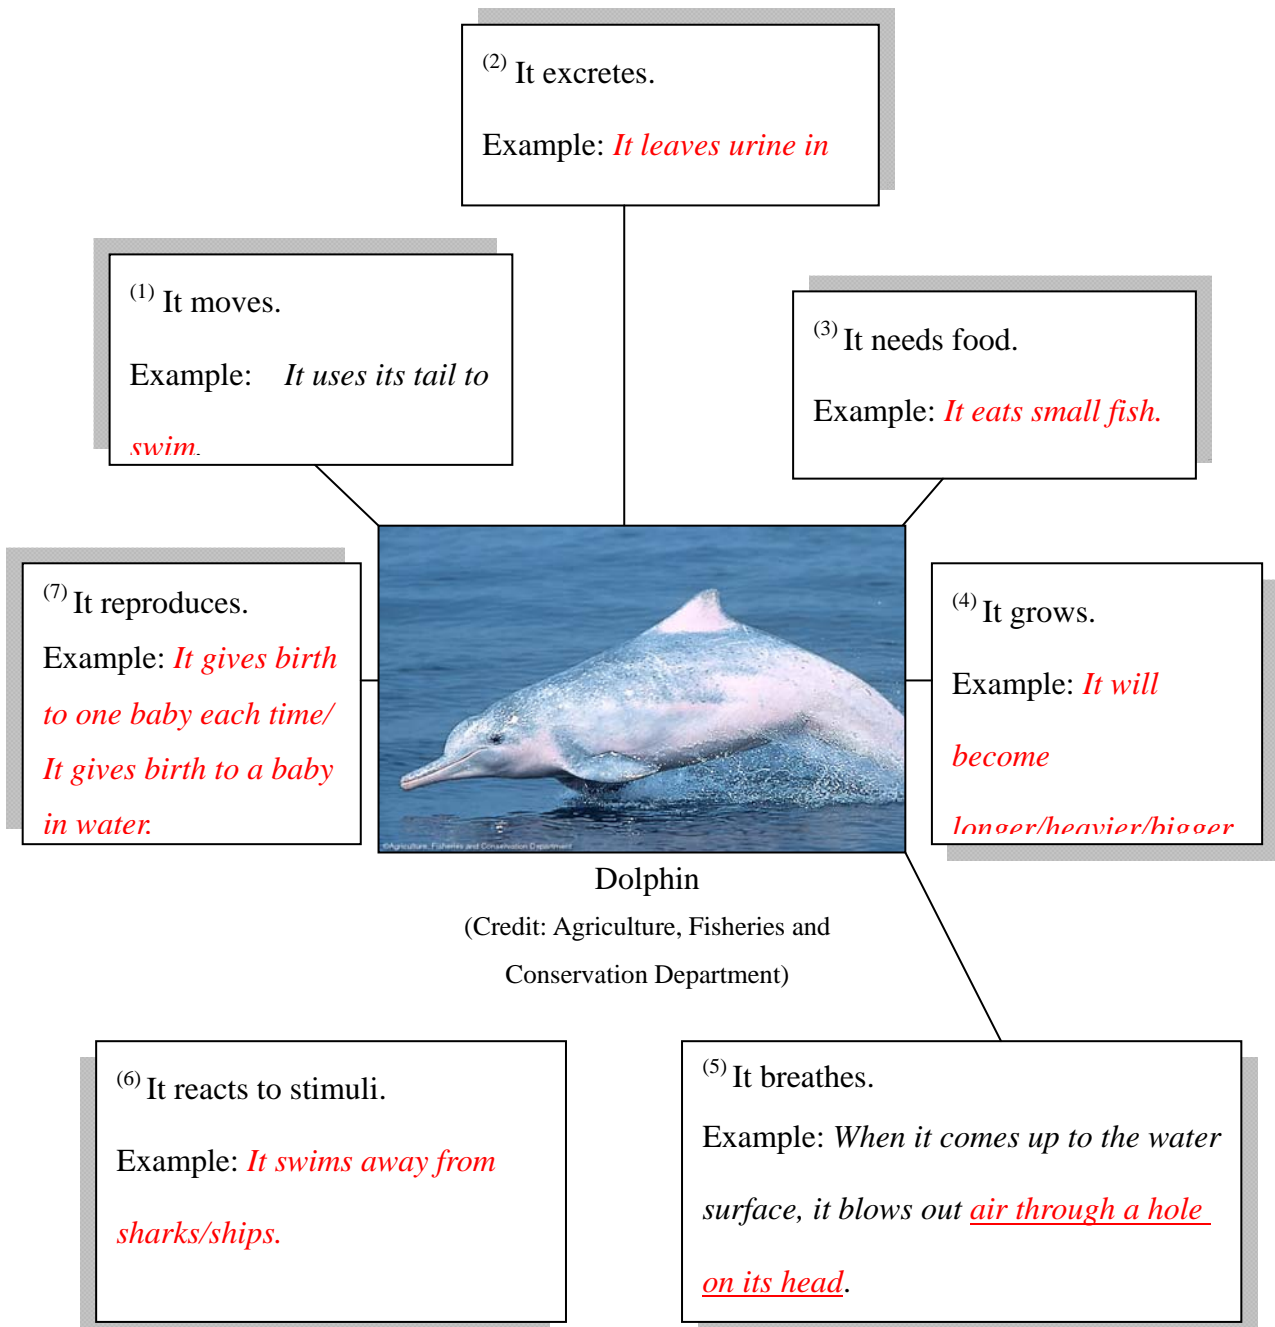 (2) It excretes.
Example: It leaves urine in
(1) It moves.
Example: It uses its tail to
swim.
(3) It needs food.
Example: It eats small fish.
(7) It reproduces.
Example: It gives birth
to one baby each time/
It gives birth to a baby
in water.
(4) It grows.
Example: It will
become
longer/heavier/bigger
©Agriculture, Fisheries and Conservation Department
Dolphin
(Credit: Agriculture, Fisheries and
Conservation Department)
(6) It reacts to stimuli.
Example: It swims away from
sharks/ships.
(5) It breathes.
Example: When it comes up to the water
surface, it blows out air through a hole
on its head.